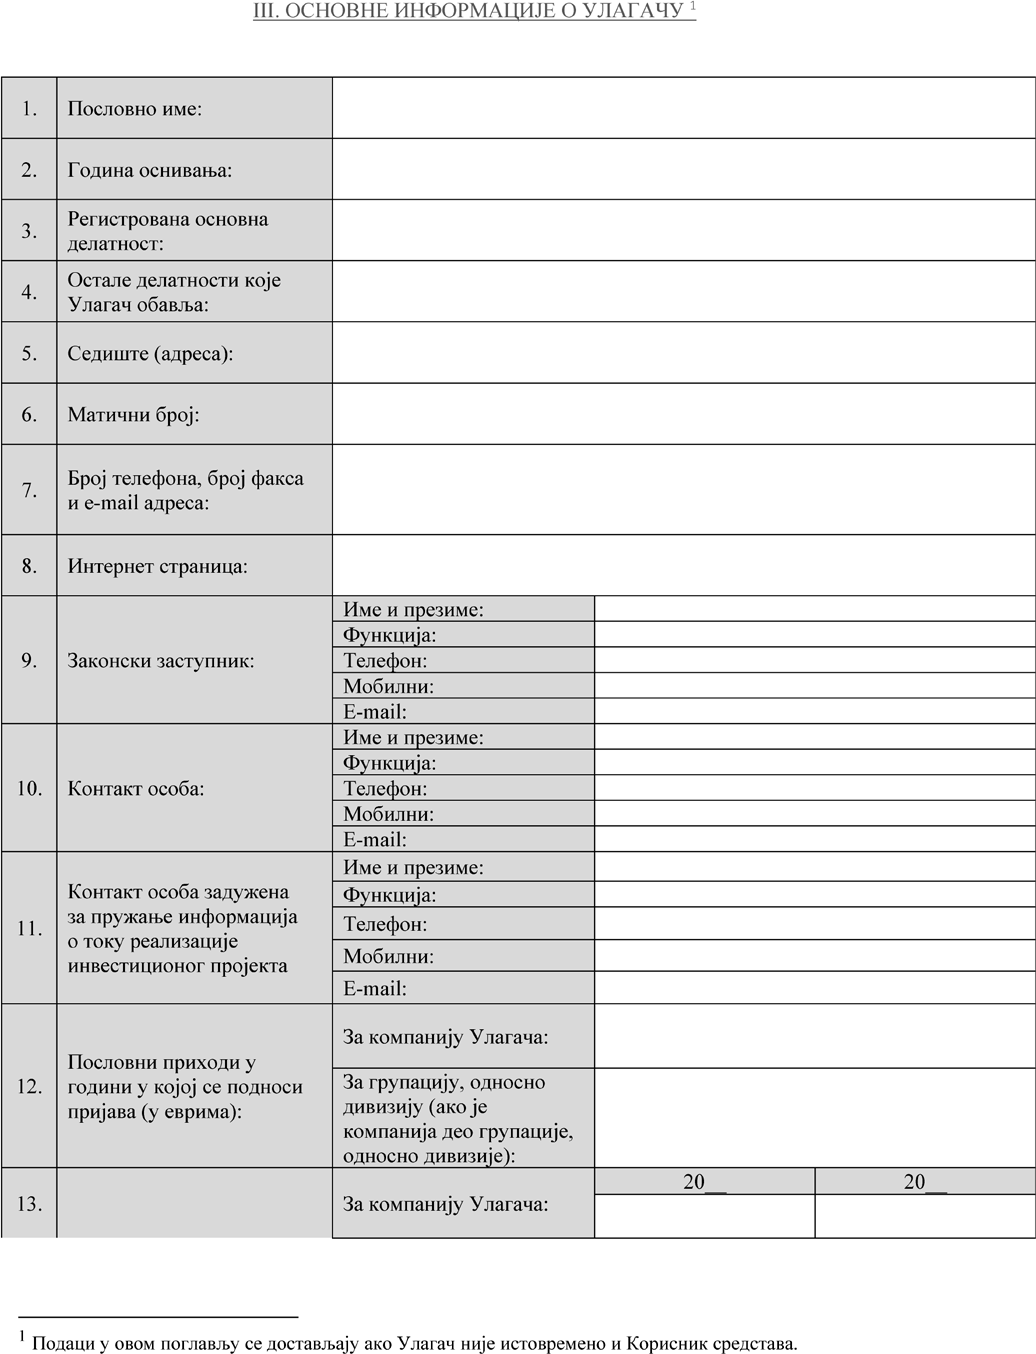 III. ОСНОВНЕ ИНФОРМАЦИЈЕ О УЛАГАЧУ 1
1. Пословно име:
2. Година оснивања:
3. Регистрована основна
делатност:
4. Остале делатности које
Улагач обавља:
5. Седиште (адреса):
6. Матични број:
7. Број телефона, број факса
и e-mail адреса:
8. Интернет страница:
9. Законски заступник:
Име и презиме:
Функција:
Телефон:
Мобилни:
E-mail:
10. Контакт особа:
Име и презиме:
Функција:
Телефон:
Мобилни:
E-mail:
11. Контакт особа задужена
за пружање информација
о току реализације
инвестиционог пројекта
Име и презиме:
Функција:
Телефон:
Мобилни:
E-mail:
12. Пословни приходи у
години у којој се подноси
пријава (у еврима):
За компанију Улагача:
За групацију, односно
дивизију (ако је
компанија део групације,
односно дивизије):
13. За компанију Улагача:
20__ 20__
1 Подаци у овом поглављу се достављају ако Улагач није истовремено и Корисник средстава.